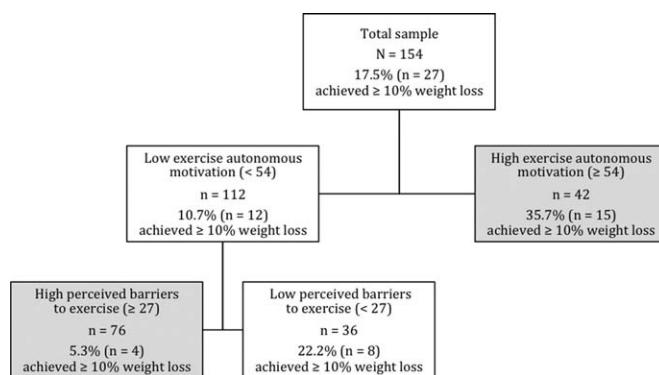 Total sample
N = 154
17.5% (n = 27)
achieved ≥ 10% weight loss
Low exercise autonomous
motivation (< 54)
n = 112
10.7% (n = 12)
achieved ≥ 10% weight loss
High exercise autonomous
motivation (≥ 54)
n = 42
35.7% (n = 15)
achieved ≥ 10% weight loss
High perceived barriers
to exercise (≥ 27)
n = 76
5.3% (n = 4)
achieved ≥ 10% weight loss
Low perceived barriers
to exercise (< 27)
n = 36
22.2% (n = 8)
achieved ≥ 10% weight loss